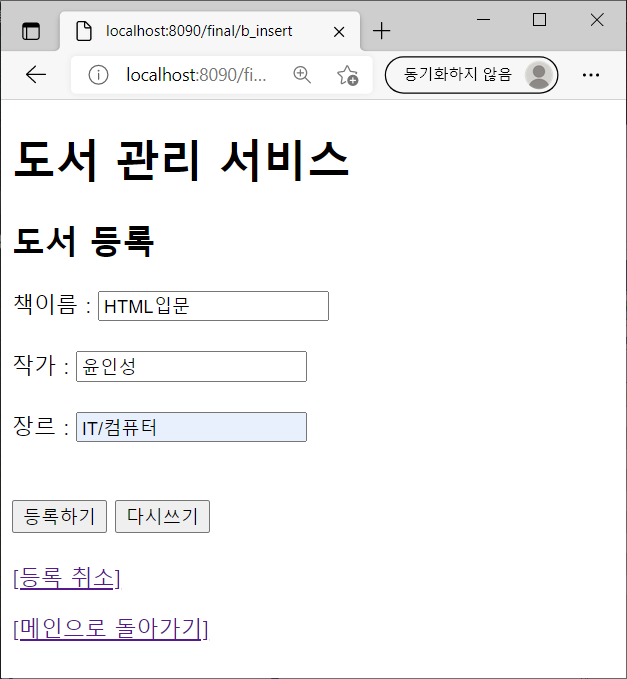 localhost:8090/final/b_insert
localhost:8090/fi...
동기화하지 않음
도서 관리 서비스
도서 등록
책이름 : HTML입문
작가 : 윤인성
장르 : IT/컴퓨터
등록하기 다시쓰기
[등록 취소]
[메인으로 돌아가기]